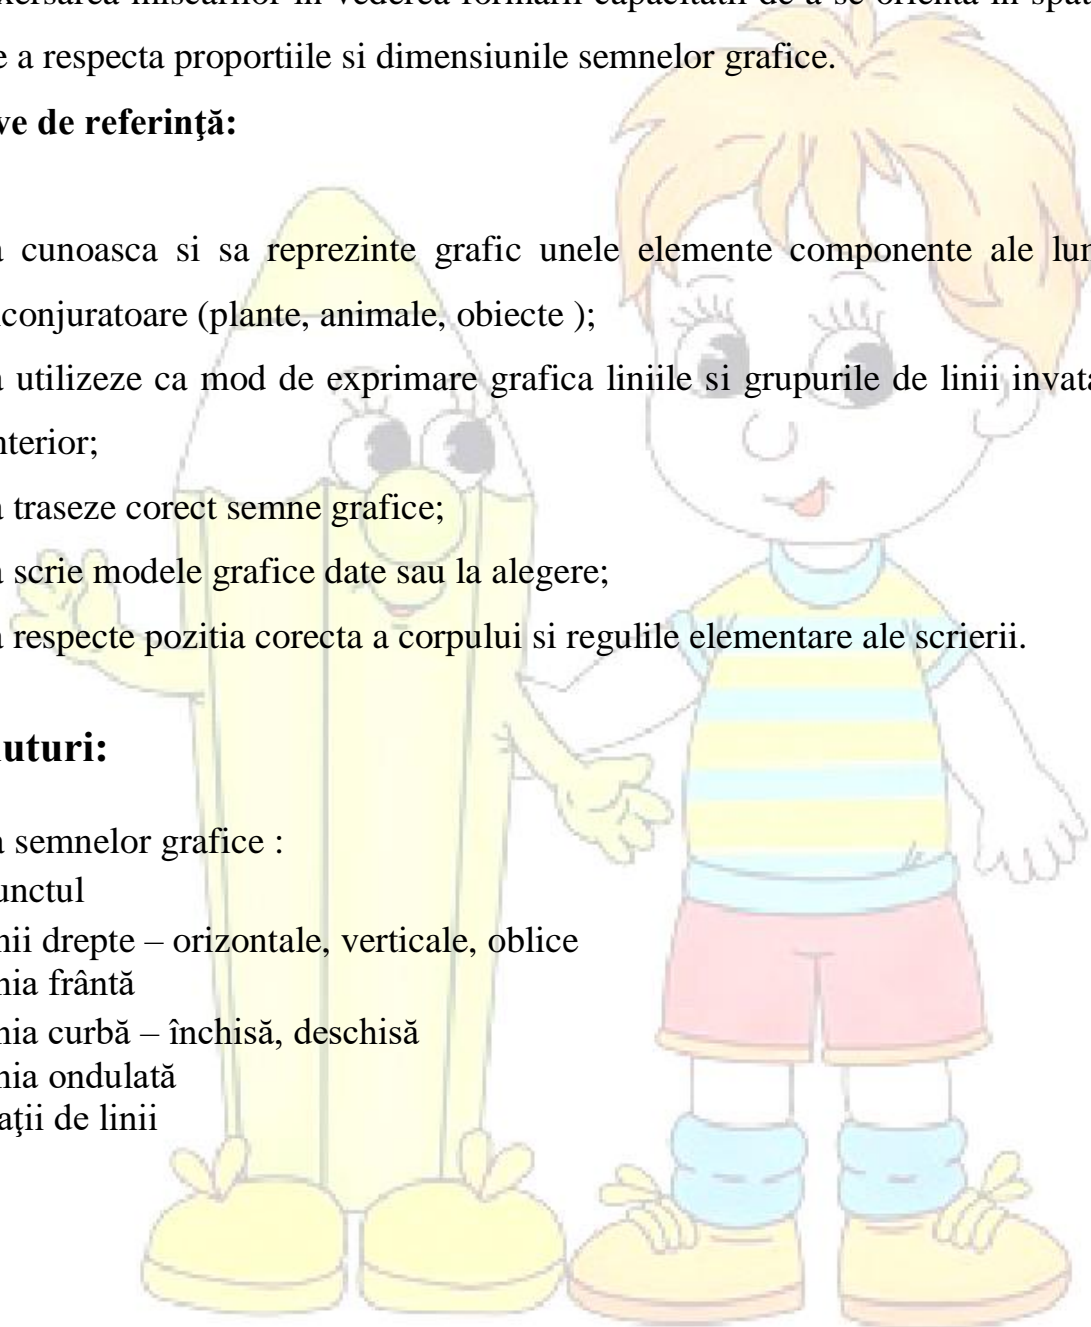 xersarea miscarilor in vederea formarii capacitatii de a se orienta in spat
e a respecta proportiile si dimensiunile semnelor grafice.
ve de referinţă:
a cunoasca si sa reprezinte grafic unele elemente componente ale lum
conjuratoare (plante, animale, obiecte );
a utilizeze ca mod de exprimare grafica liniile si grupurile de linii invata
nterior;
a traseze corect semne grafice;
a scrie modele grafice date sau la alegere;
a respecte pozitia corecta a corpului si regulile elementare ale scrierii.
uturi:
a semnelor grafice :
unctul
nii drepte – orizontale, verticale, oblice
nia frântă
nia curbă – închisă, deschisă
nia ondulată
aţii de linii